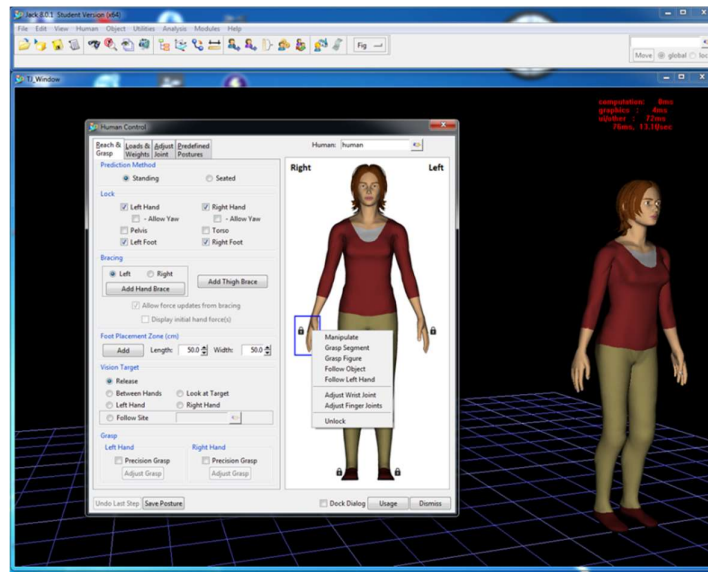 Jack 8.0.1 Student Version (x64)
File Edit View Human Object Utilities Analysis Modules Help
Fig
Move global loc
TJ_Window
computation: 6ms
graphics : 4ms
ui/other : 72ms
76ms, 13.10sec
Human Control
Reach & Grasp Loads & Weights Adjust Joint Predefined Postures
Human: human
Prediction Method
Standing Seated
Lock
Left Hand Right Hand
- Allow Yaw - Allow Yaw
Pelvis Torso
Left Foot Right Foot
Bracing
Left Right
Add Hand Brace Add Thigh Brace
Allow force updates from bracing
Display initial hand force(s)
Foot Placement Zone (cm)
Add Length: 50.0 Width: 50.0
Vision Target
Release
Between Hands Look at Target
Left Hand Right Hand
Follow Site
Grasp
Left Hand Right Hand
Precision Grasp Precision Grasp
Adjust Grasp Adjust Grasp
Right Left
Manipulate
Grasp Segment
Grasp Figure
Follow Object
Follow Left Hand
Adjust Wrist Joint
Adjust Finger Joints
Unlock
Undo Last Step Save Posture Dock Dialog Usage Dismiss